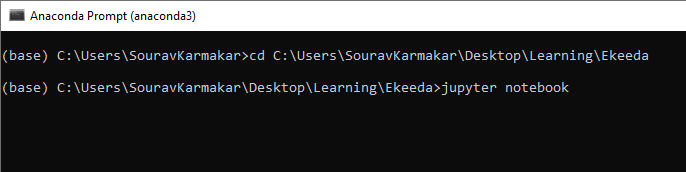 Anaconda Prompt (anaconda3)
(base) C:\Users\SouravKarmakar>cd C:\Users\SouravKarmakar\Desktop\Learning\Ekeeda
(base) C:\Users\SouravKarmakar\Desktop\Learning\Ekeeda>jupyter notebook